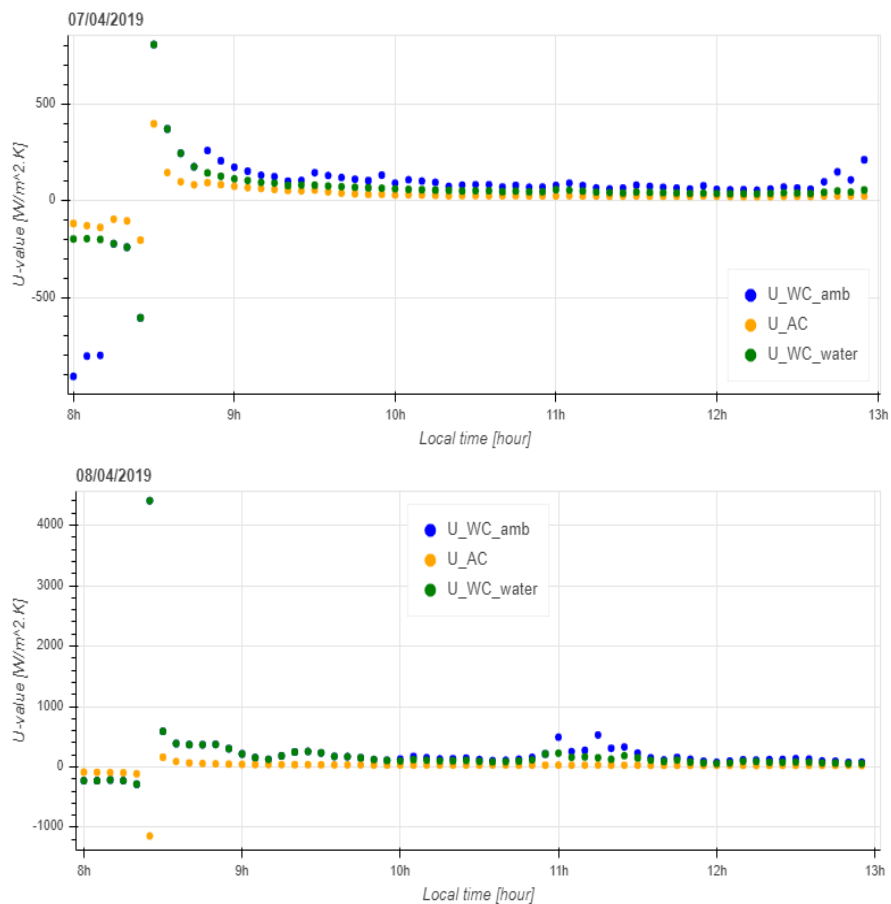 07/04/2019
500
0
-500
U-value [W/m^2.K]
U_WC_amb
U_AC
U_WC_water
8h 9h 10h 11h 12h 13h
Local time [hour]
08/04/2019
4000
3000
2000
1000
0
-1000
U-value [W/m^2.K]
U_WC_amb
U_AC
U_WC_water
8h 9h 10h 11h 12h 13h
Local time [hour]